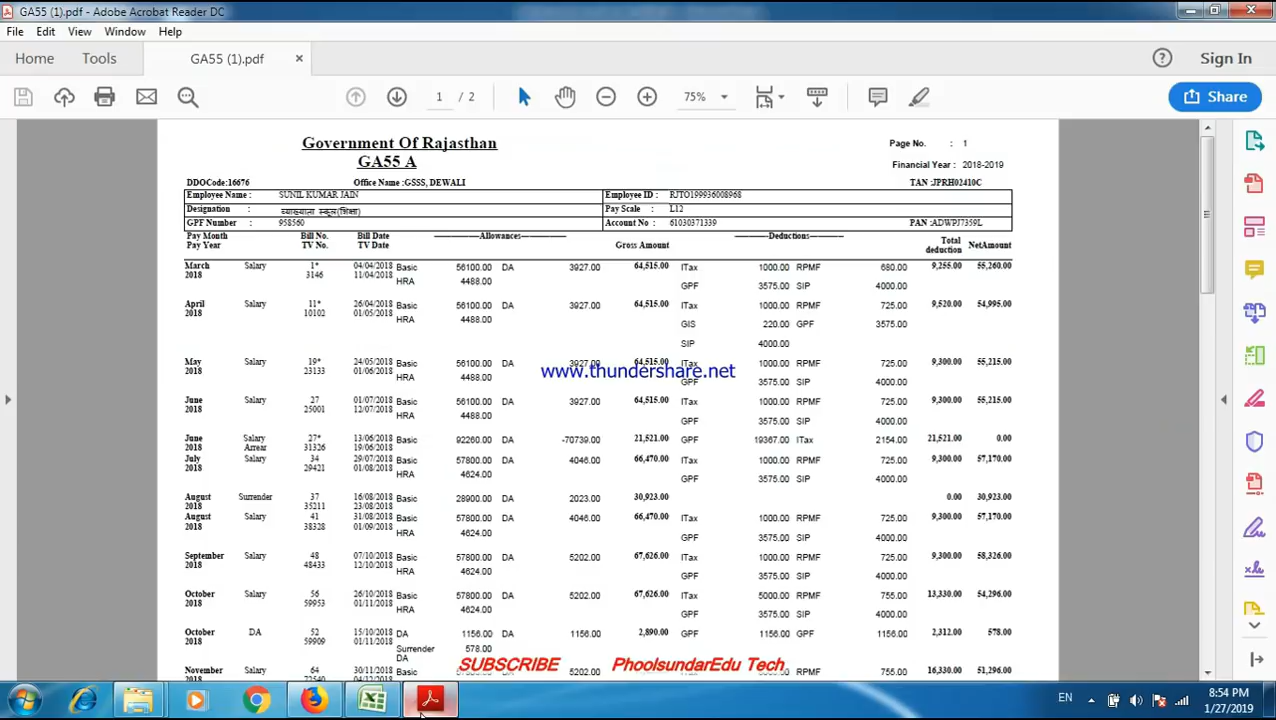 GA55 (1).pdf - Adobe Acrobat Reader DC
File Edit View Window Help
Home Tools GA55 (1).pdf × Sign In
1 / 2 75% Share
Government Of Rajasthan Page No. : 1
GA55 A Financial Year : 2018-2019
DDOCode:16676 Office Name :GSSS, DEWALI TAN :JPRH02410C
Employee Name : SUNIL KUMAR JAIN Employee ID : RJTO199936008968
Designation : व्याख्याता स्कूल(शिक्षा) Pay Scale : L12
GPF Number : 958560 Account No : 61030371339 PAN :ADWPJ7359L
Pay Month Bill No. Bill Date Allowances Gross Amount Deductions Total NetAmount
Pay Year TV No. TV Date deduction
March Salary 1* 04/04/2018 Basic 56100.00 DA 3927.00 64,515.00 ITax 1000.00 RPMF 680.00 9,255.00 55,260.00
2018 3146 11/04/2018 HRA 4488.00 GPF 3575.00 SIP 4000.00
April Salary 11* 26/04/2018 Basic 56100.00 DA 3927.00 64,515.00 ITax 1000.00 RPMF 725.00 9,520.00 54,995.00
2018 10102 01/05/2018 HRA 4488.00 GIS 220.00 GPF 3575.00
SIP 4000.00
May Salary 19* 24/05/2018 Basic 56100.00 DA 3927.00 64,515.00 ITax 1000.00 RPMF 725.00 9,300.00 55,215.00
2018 23133 01/06/2018 HRA 4488.00 GPF 3575.00 SIP 4000.00
www.thundershare.net
June Salary 27 01/07/2018 Basic 56100.00 DA 3927.00 64,515.00 ITax 1000.00 RPMF 725.00 9,300.00 55,215.00
2018 25001 12/07/2018 HRA 4488.00 GPF 3575.00 SIP 4000.00
June Salary 27* 13/06/2018 Basic 92260.00 DA -70739.00 21,521.00 GPF 19367.00 ITax 2154.00 21,521.00 0.00
2018 Arrear 31326 19/06/2018
July Salary 34 29/07/2018 Basic 57800.00 DA 4046.00 66,470.00 ITax 1000.00 RPMF 725.00 9,300.00 57,170.00
2018 29421 01/08/2018 HRA 4624.00 GPF 3575.00 SIP 4000.00
August Surrender 37 16/08/2018 Basic 28900.00 DA 2023.00 30,923.00 0.00 30,923.00
2018 35211 23/08/2018
August Salary 41 31/08/2018 Basic 57800.00 DA 4046.00 66,470.00 ITax 1000.00 RPMF 725.00 9,300.00 57,170.00
2018 38328 01/09/2018 HRA 4624.00 GPF 3575.00 SIP 4000.00
September Salary 48 07/10/2018 Basic 57800.00 DA 5202.00 67,626.00 ITax 1000.00 RPMF 725.00 9,300.00 58,326.00
2018 48433 12/10/2018 HRA 4624.00 GPF 3575.00 SIP 4000.00
October Salary 56 26/10/2018 Basic 57800.00 DA 5202.00 67,626.00 ITax 5000.00 RPMF 755.00 13,330.00 54,296.00
2018 59953 01/11/2018 HRA 4624.00 GPF 3575.00 SIP 4000.00
October DA 52 15/10/2018 DA 1156.00 DA 1156.00 2,890.00 GPF 1156.00 GPF 1156.00 2,312.00 578.00
2018 59909 01/11/2018 Surrender 578.00
DA
SUBSCRIBE PhoolsundarEdu Tech
November Salary 64 30/11/2018 Basic 5202.00 RPMF 755.00 16,330.00 51,296.00
EN 8:54 PM
1/27/2019